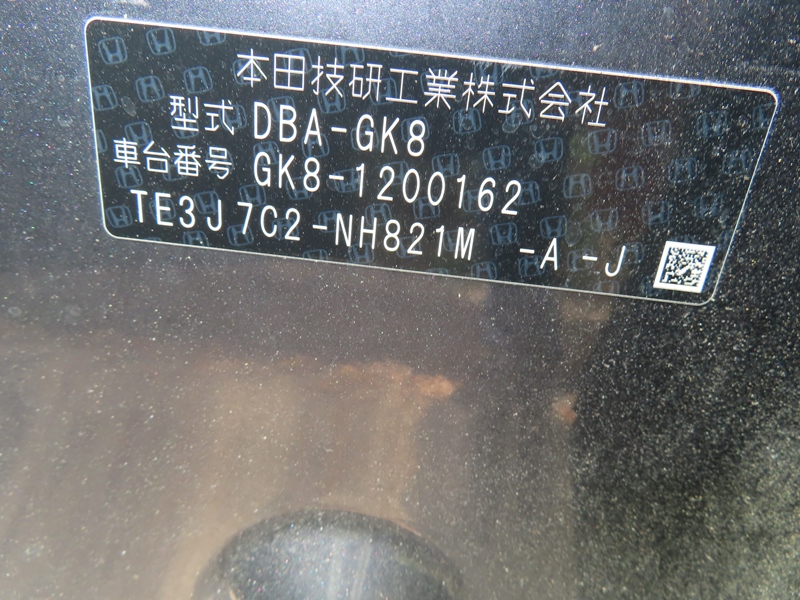 本田技研工業株式会社
型式 DBA-GK8
車台番号 GK8-1200162
TE3J7C2-NH821M -A -J